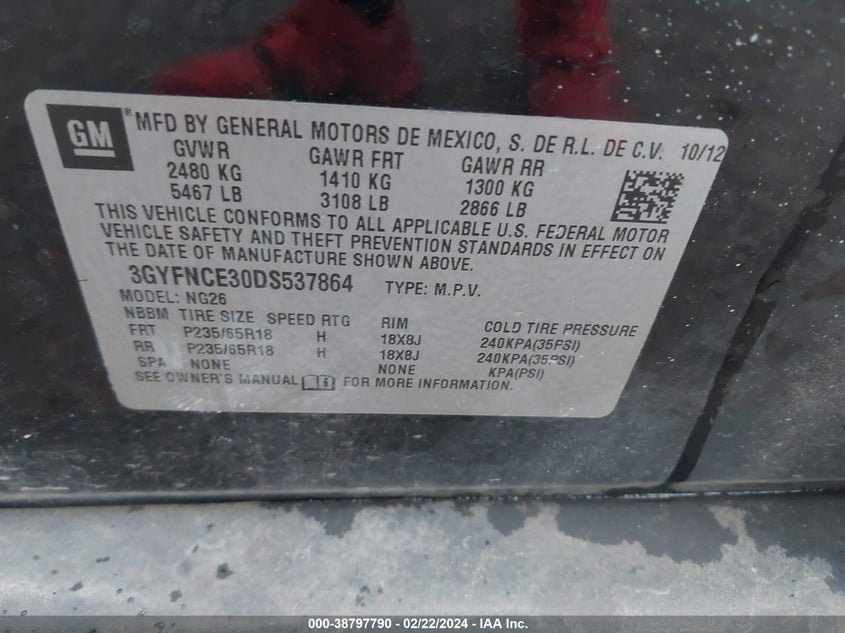 GM
®MFD BY GENERAL MOTORS DE MEXICO, S. DE R.L. DE C.V. 10/12
GVWR GAWR FRT GAWR RR
2480 KG 1410 KG 1300 KG
5467 LB 3108 LB 2866 LB
THIS VEHICLE CONFORMS TO ALL APPLICABLE U.S. FEDERAL MOTOR
VEHICLE SAFETY AND THEFT PREVENTION STANDARDS IN EFFECT ON
THE DATE OF MANUFACTURE SHOWN ABOVE.
3GYFNCE30DS537864 TYPE: M.P.V.
MODEL: NG26
NBBM TIRE SIZE SPEED RTG RIM COLD TIRE PRESSURE
FRT P235/65R18 H 18X8J 240KPA(35PSI)
RR P235/65R18 H 18X8J 240KPA(35PSI)
SPA NONE NONE KPA(PSI)
SEE OWNER'S MANUAL FOR MORE INFORMATION.
000-38797790 - 02/22/2024 - IAA Inc.